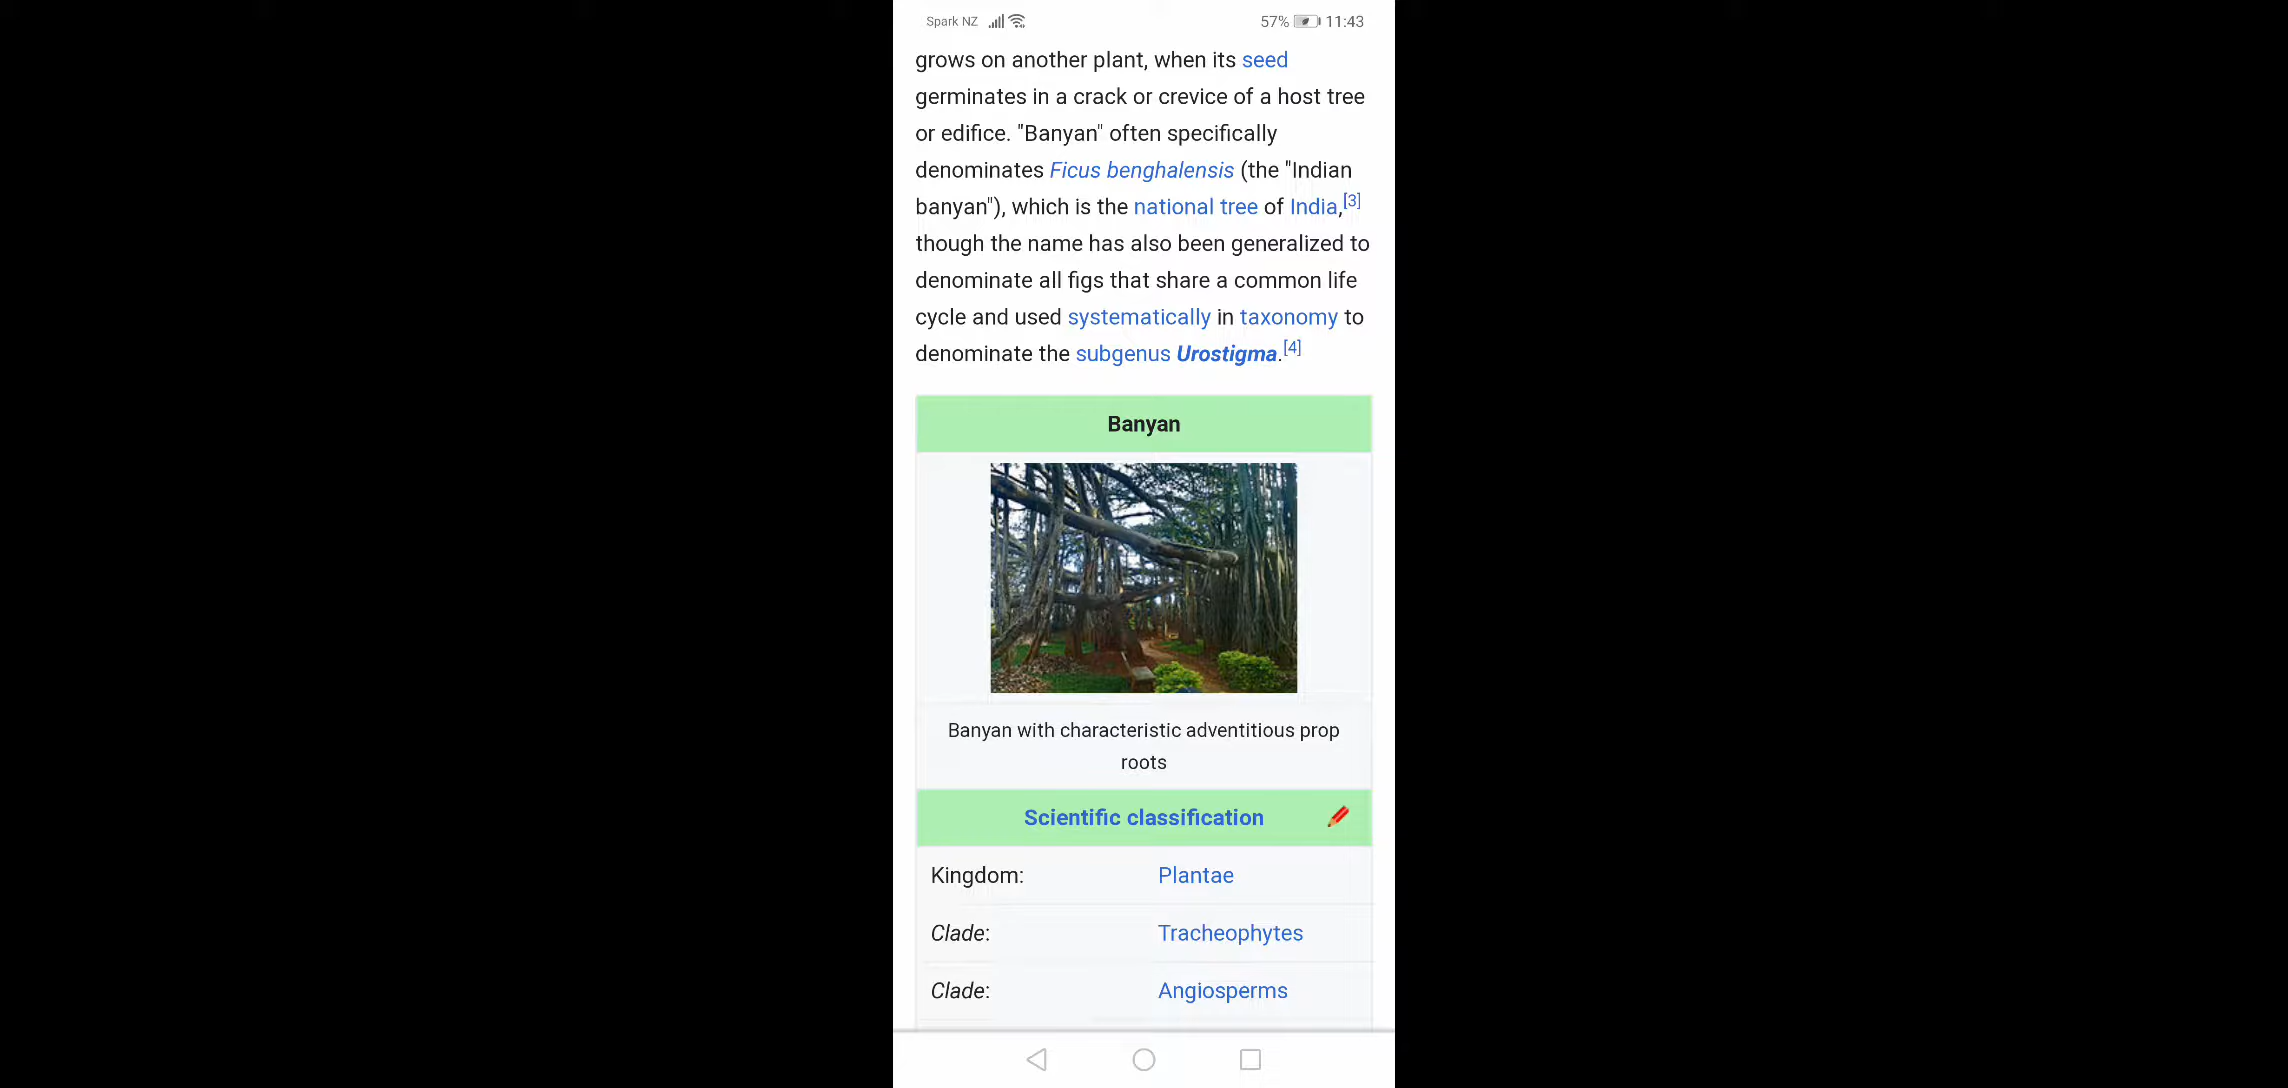 Spark NZ 57% 11:43
grows on another plant, when its seed
germinates in a crack or crevice of a host tree
or edifice. "Banyan" often specifically
denominates Ficus benghalensis (the "Indian
banyan"), which is the national tree of India,[3]
though the name has also been generalized to
denominate all figs that share a common life
cycle and used systematically in taxonomy to
denominate the subgenus Urostigma.[4]
Banyan
Banyan with characteristic adventitious prop
roots
Scientific classification
Kingdom: Plantae
Clade: Tracheophytes
Clade: Angiosperms